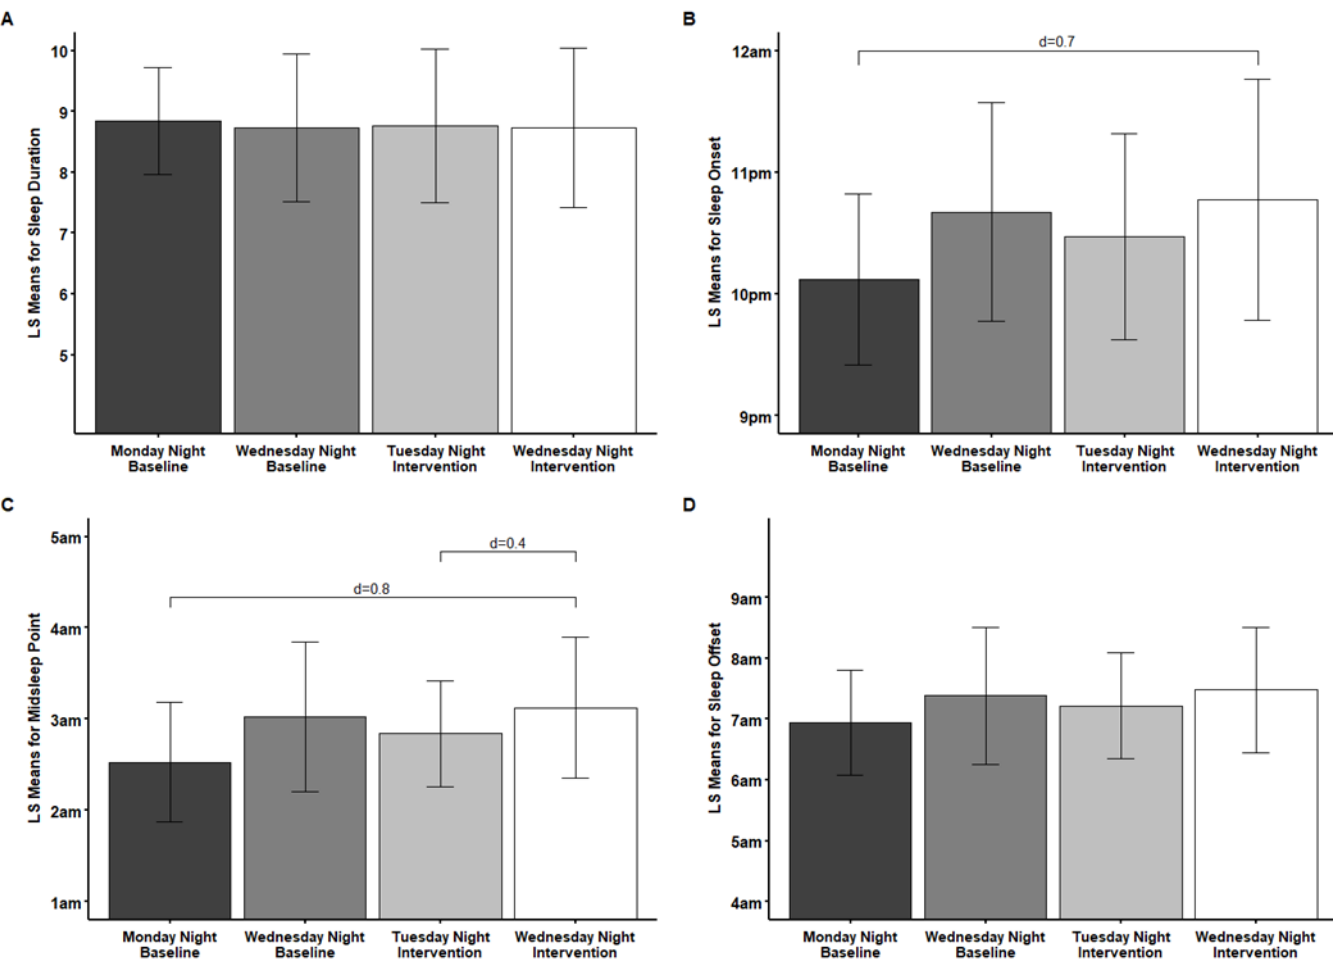 A
LS Means for Sleep Duration
10
9
8
7
6
5
Monday Night
Baseline
Wednesday Night
Baseline
Tuesday Night
Intervention
Wednesday Night
Intervention
B
LS Means for Sleep Onset
12am
11pm
10pm
9pm
d=0.7
Monday Night
Baseline
Wednesday Night
Baseline
Tuesday Night
Intervention
Wednesday Night
Intervention
C
LS Means for Midsleep Point
5am
4am
3am
2am
1am
d=0.4
d=0.8
Monday Night
Baseline
Wednesday Night
Baseline
Tuesday Night
Intervention
Wednesday Night
Intervention
D
LS Means for Sleep Offset
9am
8am
7am
6am
5am
4am
Monday Night
Baseline
Wednesday Night
Baseline
Tuesday Night
Intervention
Wednesday Night
Intervention